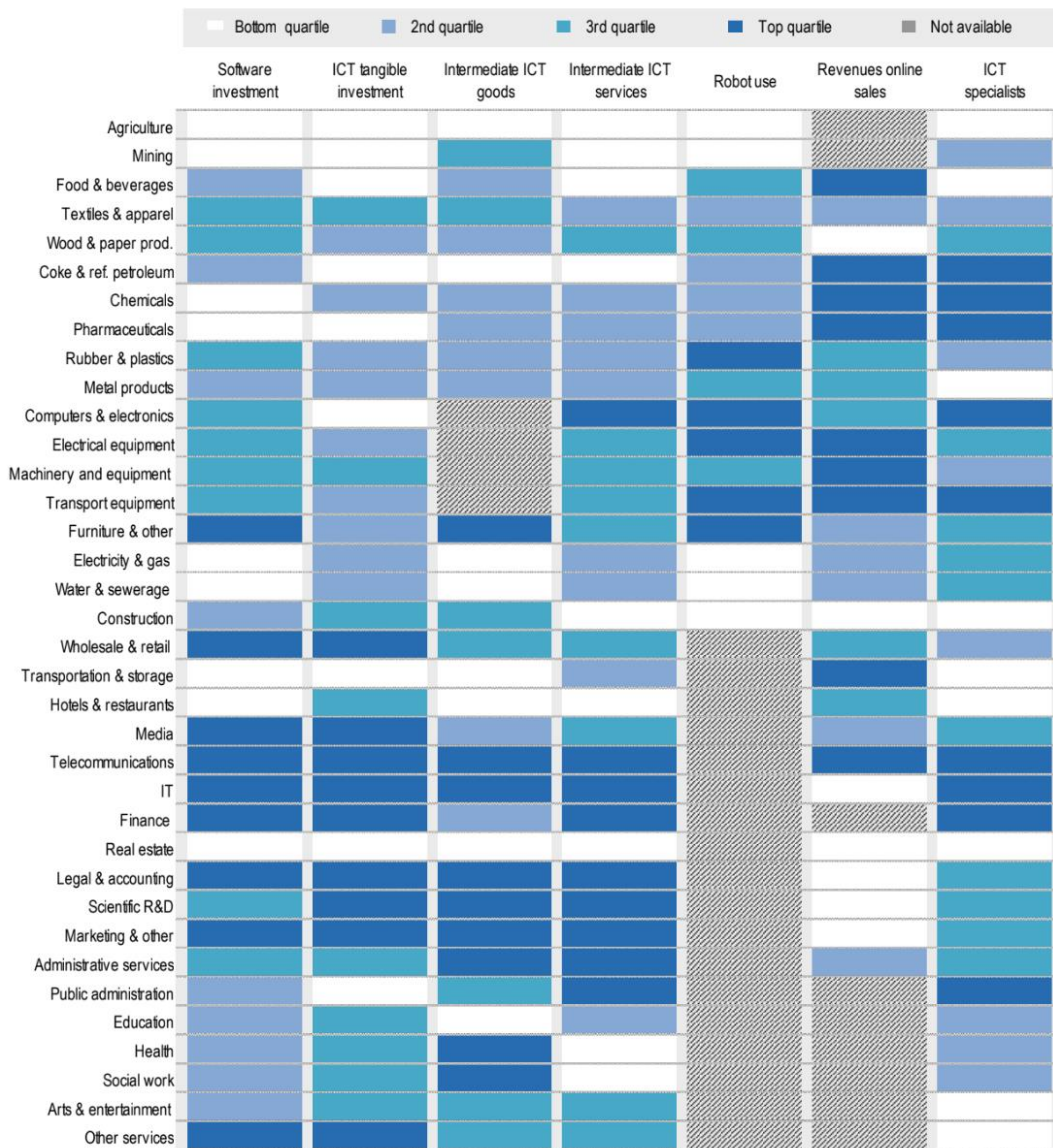 Bottom quartile 2nd quartile 3rd quartile Top quartile Not available
Software investment
ICT tangible investment
Intermediate ICT goods
Intermediate ICT services
Robot use
Revenues online sales
ICT specialists
Agriculture
Mining
Food & beverages
Textiles & apparel
Wood & paper prod.
Coke & ref. petroleum
Chemicals
Pharmaceuticals
Rubber & plastics
Metal products
Computers & electronics
Electrical equipment
Machinery and equipment
Transport equipment
Furniture & other
Electricity & gas
Water & sewerage
Construction
Wholesale & retail
Transportation & storage
Hotels & restaurants
Media
Telecommunications
IT
Finance
Real estate
Legal & accounting
Scientific R&D
Marketing & other
Administrative services
Public administration
Education
Health
Social work
Arts & entertainment
Other services